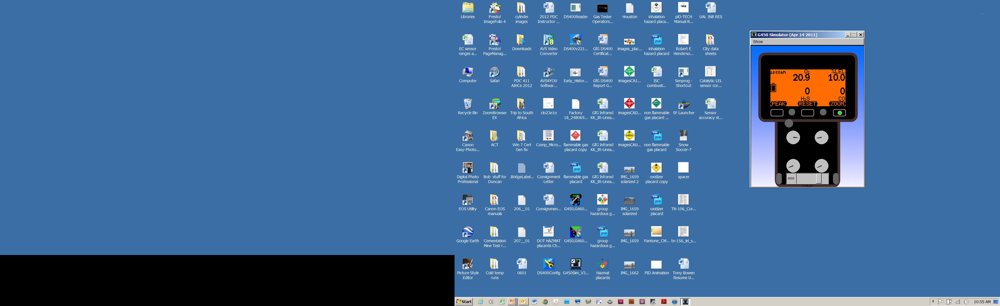 Libraries
Presto!
ImageFolio 4
cylinder
images
2012 PDC
Instructor ...
DS400Reader
Gas Tester
Operators...
Houston
inhalation
hazard placa...
piD-TECH
Manual R...
UAL JNB RES
EC sensor
ranges a...
Presto!
PageManag...
Downloads
AVS Video
Converter
DS400v221...
GfG DS400
Certificat...
images_plac...
inhalation
hazard placard
Robert E
Henderso...
City data
sheets
Computer
Safari
PDC 411
AIHCe 2012
AVS4YOU
Softwar...
Early_Histor...
GfG DS400
Report G...
imagesCA1...
ISC
combusti...
Senprog -
Shortcut
Catalytic LEL
sensor cor...
Recycle Bin
ZoomBrowser
EX
Trip to South
Africa
clo23e1o
Factory
18_248069...
GfG Infrared
KK_IR-Linea...
imagesCAD...
non flammable
gas placard ...
SF Launcher
Sensor
accuracy st...
Canon
Easy-Photo...
ACT
Win 7 Cert
Gen fix
Comp_Micro...
flammable gas
placard copy
GfG Infrared
KK_IR-Linea...
imagesCAU...
non flammable
gas placard
Snow
Soccer-7
Digital Photo
Professional
Bob stuff for
Duncan
.BridgeLabel...
Consignment
Letter
flammable gas
placard
GfG Infrared
KK_IR-Linea...
IMG_1659
solarized 2
oxidizer
placard copy
spacer
EOS Utility
Canon EOS
manuals
206__01
Consignmen...
G450,G460...
group
hazardous g...
IMG_1659
solarized
oxidizer
placard
TN-106_Cor...
Google Earth
Cementation
Mine Test r...
207__01
DOT HAZMAT
placards Ch...
G450,G460...
group
hazardous g...
IMG_1659
Pantone_CM...
tn-156_lel_s...
Picture Style
Editor
Cold temp
runs
0601
DS400Config
G450Sim_V3...
Hazmat
placards
IMG_1662
PID Animation
Tony Bowen
Resume U...
G450 Simulator (Apr 14 2011)
Show
10:55AM O₂ %LEL
20.9 10.0
0 0
H₂S CO
PEAK RESET ZOOM
3000
U(Bat)
Start
10:55 AM